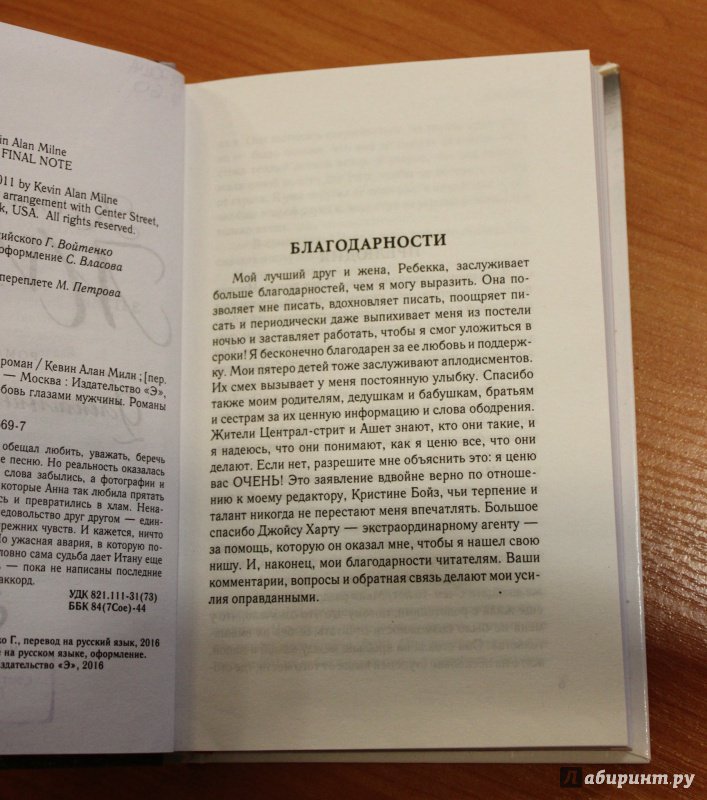 in Alan Milne
FINAL NOTE
011 by Kevin Alan Milne
arrangement with Center Street,
k, USA. All rights reserved.
ийского Г. Войтенко
оформление С. Власова
переплете М. Петрова
роман / Кевин Алан Милн ; [пер.
— Москва : Издательство «Э»,
бовь глазами мужчины. Романы
669-7
обещал любить, уважать, беречь
е песню. Но реальность оказалась
слова забылись, а фотографии и
которые Анна так любила прятать
сь и превратились в хлам. Нена-
едовольство друг другом — един-
режних чувств. И кажется, ничто
Но ужасная авария, в которую по-
ловно сама судьба дает Итану еще
ь — пока не написаны последние
аккорд.
УДК 821.111-31(73)
ББК 84(7Сое)-44
ко Г., перевод на русский язык, 2016
е на русском языке, оформление.
здательство «Э», 2016
БЛАГОДАРНОСТИ
Мой лучший друг и жена, Ребекка, заслуживает
больше благодарностей, чем я могу выразить. Она по-
зволяет мне писать, вдохновляет писать, поощряет пи-
сать и периодически даже выпихивает меня из постели
ночью и заставляет работать, чтобы я смог уложиться в
сроки! Я бесконечно благодарен за ее любовь и поддерж-
ку. Мои пятеро детей тоже заслуживают аплодисментов.
Их смех вызывает у меня постоянную улыбку. Спасибо
также моим родителям, дедушкам и бабушкам, братьям
и сестрам за их ценную информацию и слова ободрения.
Жители Централ-стрит и Ашет знают, кто они такие, и
я надеюсь, что они понимают, как я ценю все, что они
делают. Если нет, разрешите мне объяснить это: я ценю
вас ОЧЕНЬ! Это заявление вдвойне верно по отноше-
нию к моему редактору, Кристине Бойз, чьи терпение и
талант никогда не перестают меня впечатлять. Большое
спасибо Джойсу Харту — экстраординарному агенту —
за помощь, которую он оказал мне, чтобы я нашел свою
нишу. И, наконец, мои благодарности читателям. Ваши
комментарии, вопросы и обратная связь делают мои уси-
лия оправданными.
Лабиринт.ру